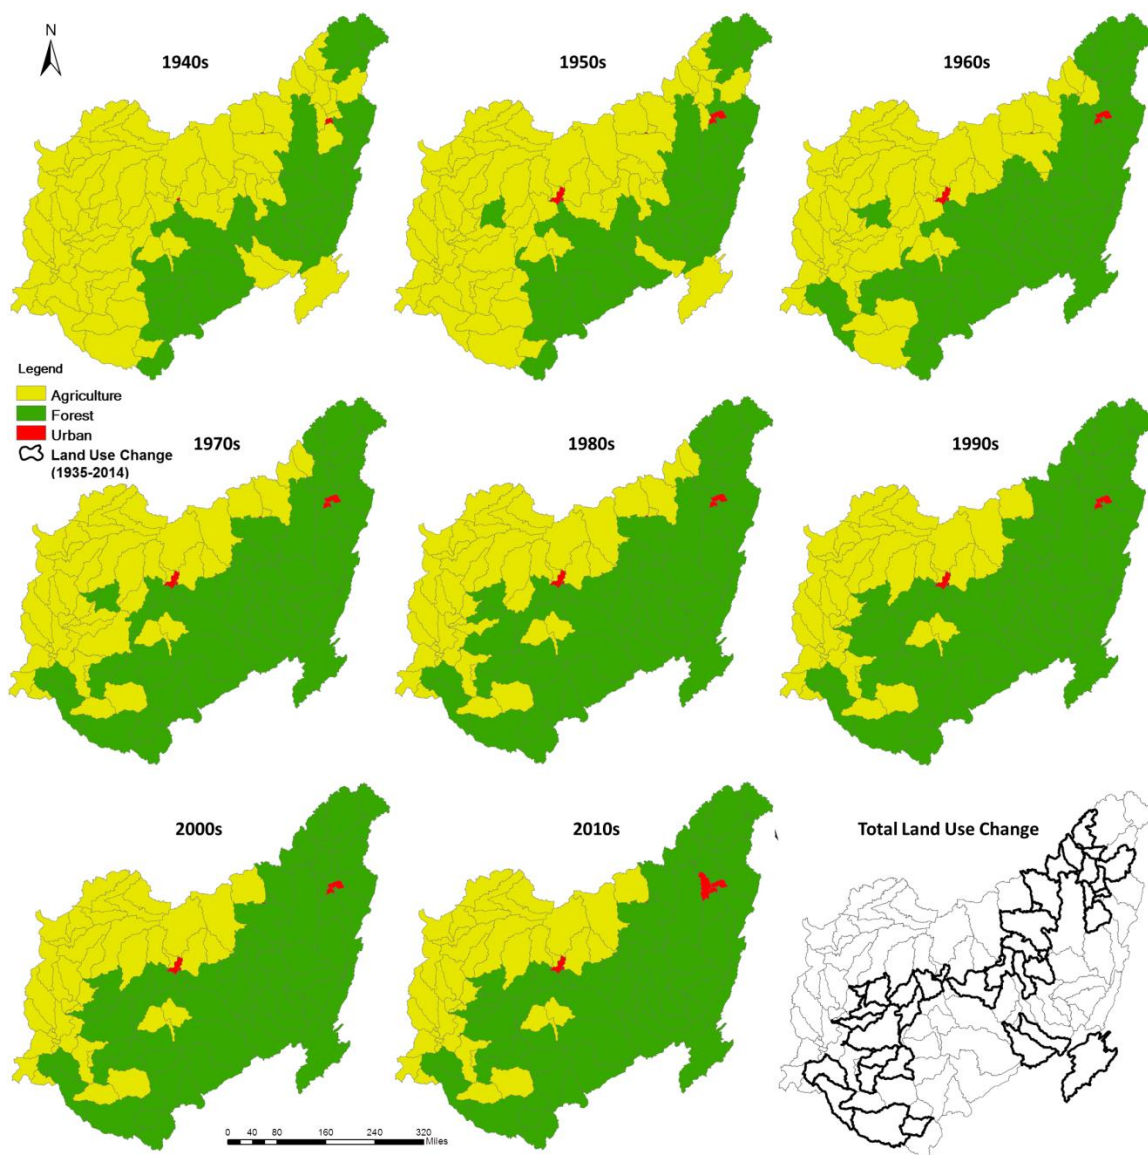 N
1940s
1950s
1960s
Legend
Agriculture
Forest
Urban
Land Use Change
(1935-2014)
1970s
1980s
1990s
2000s
2010s
Total Land Use Change
0 40 80 160 240 320
Miles